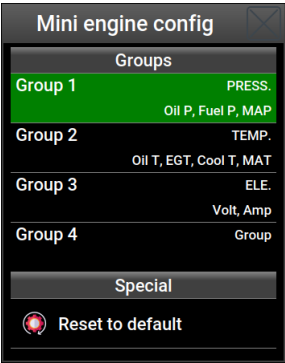 Mini engine config
Groups
Group 1 PRESS.
Oil P, Fuel P, MAP
Group 2 TEMP.
Oil T, EGT, Cool T, MAT
Group 3 ELE.
Volt, Amp
Group 4 Group
Special
Reset to default